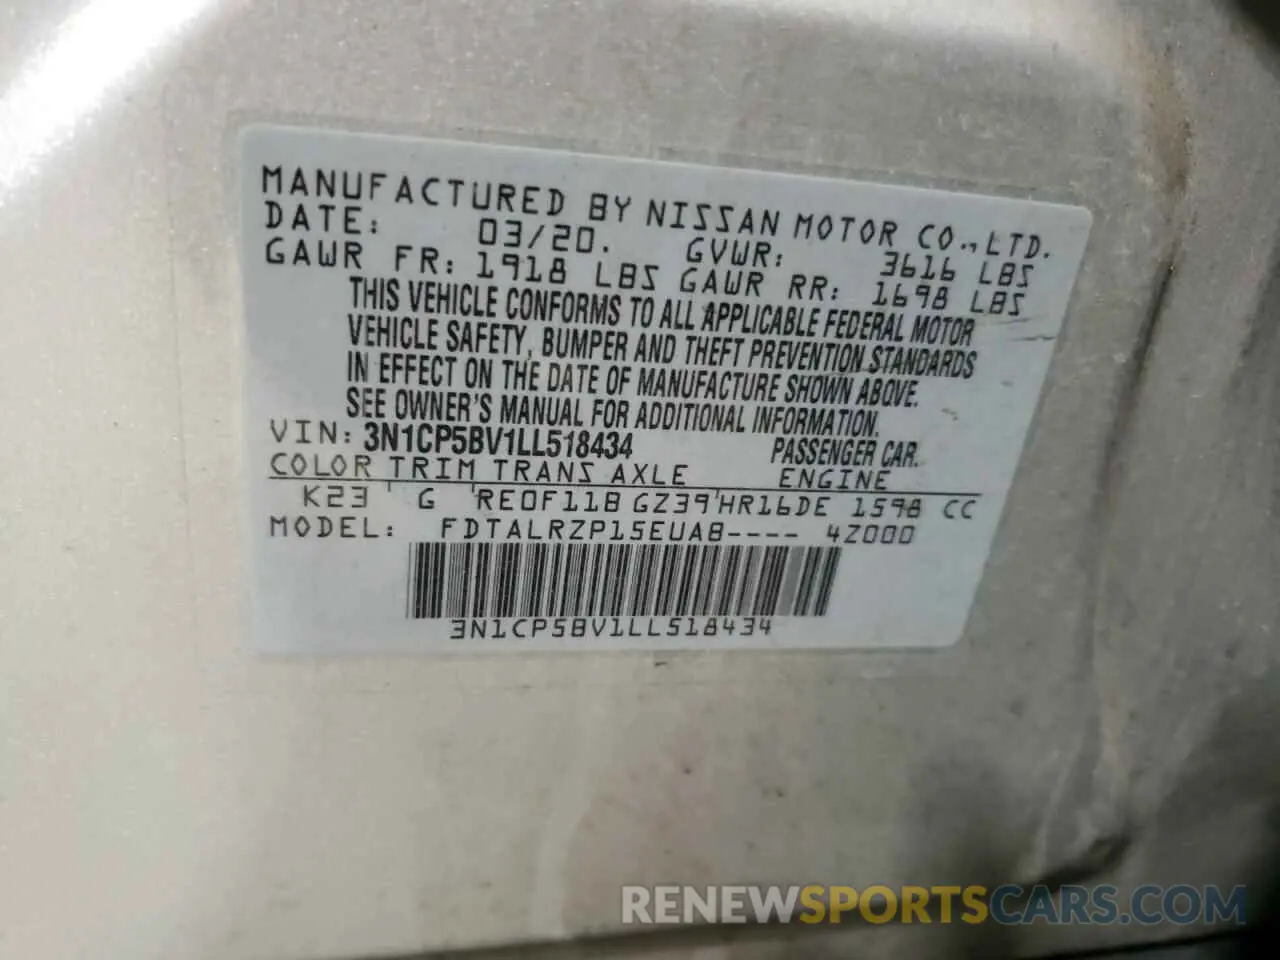 MANUFACTURED BY NISSAN MOTOR CO., LTD.
DATE: 03/20. GVWR: 3616 LBS
GAWR FR: 1918 LBS GAWR RR: 1698 LBS
THIS VEHICLE CONFORMS TO ALL APPLICABLE FEDERAL MOTOR
VEHICLE SAFETY, BUMPER AND THEFT PREVENTION STANDARDS
IN EFFECT ON THE DATE OF MANUFACTURE SHOWN ABOVE.
SEE OWNER'S MANUAL FOR ADDITIONAL INFORMATION.
VIN: 3N1CP5BV1LL518434 PASSENGER CAR.
COLOR TRIM TRANS AXLE ENGINE
K23 G RE0F11B GZ39 HR16DE 1598 CC
MODEL: FDTALRZP15EUAB---- 4Z000
3N1CP5BV1LL518434
RENEWSPORTSCARS.COM